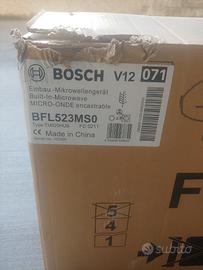 BOSCH V12 071
Einbau-Mikrowellengerät
Built-In-Microwave
MICRO-ONDE encastrable
BFL523MS0
Made in China
5
4
1
subito